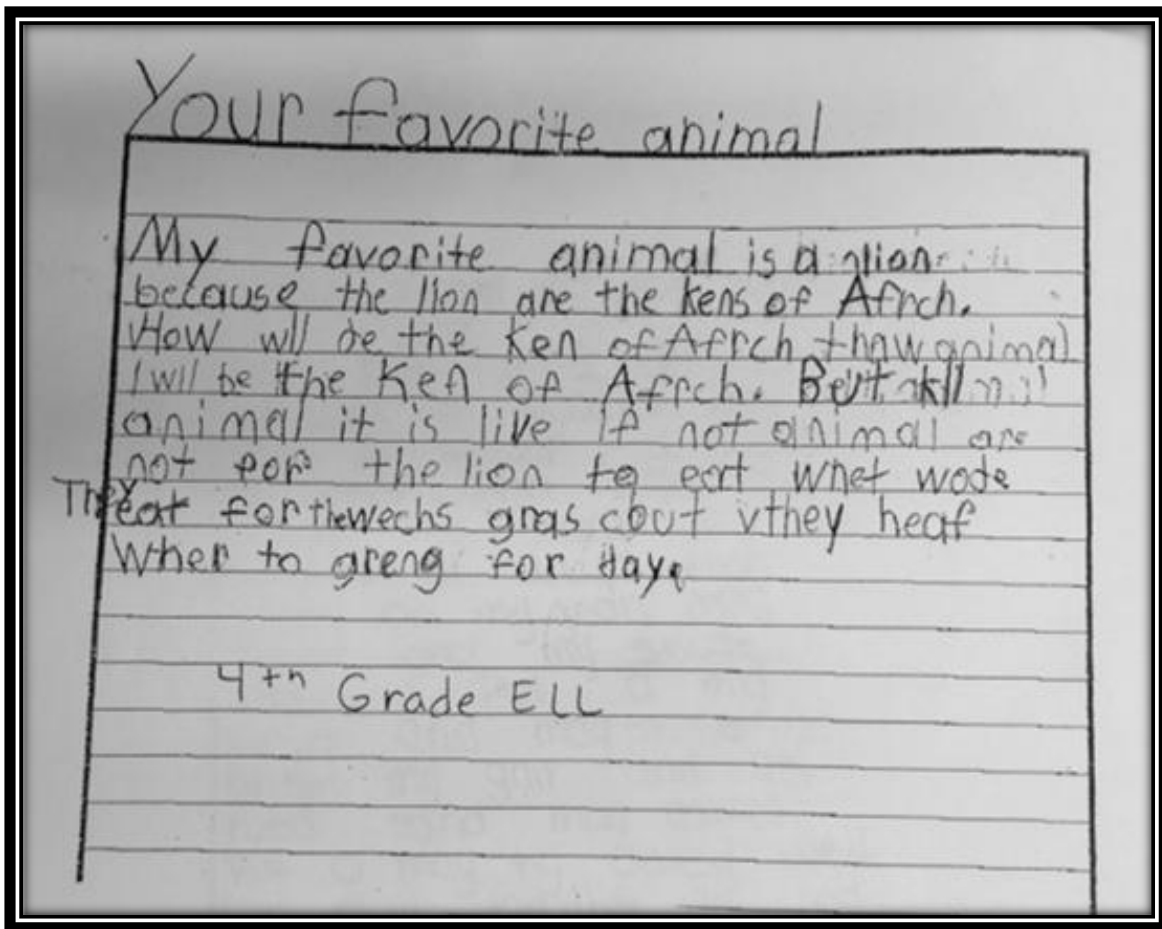 Your favorite animal
My favorite animal is a lion
because the lion are the kens of Afrch.
How wll be the Ken of Afrch thaw animal
I wil be the Ken of Afrch. But
animal it is live if not animal are
not for the lion to eat whet wode
They eat for the wechs gras cout they heaf
Wher to greng for Haye
4th Grade ELL